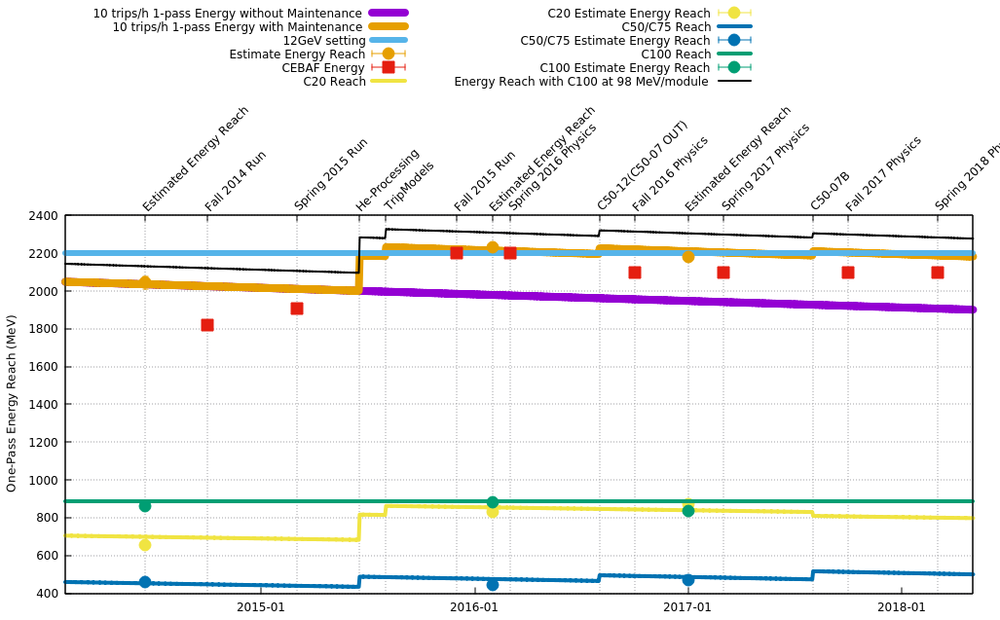 10 trips/h 1-pass Energy without Maintenance
10 trips/h 1-pass Energy with Maintenance
12GeV setting
Estimate Energy Reach
CEBAF Energy
C20 Reach
C20 Estimate Energy Reach
C50/C75 Reach
C50/C75 Estimate Energy Reach
C100 Reach
C100 Estimate Energy Reach
Energy Reach with C100 at 98 MeV/module
Estimated Energy Reach
Fall 2014 Run
Spring 2015 Run
He-Processing
TripModels
Fall 2015 Run
Estimated Energy Reach
Spring 2016 Physics
C50-12(C50-07 OUT)
Fall 2016 Physics
Estimated Energy Reach
Spring 2017 Physics
C50-07B
Fall 2017 Physics
Spring 2018 Ph
One-Pass Energy Reach (MeV)
2400
2200
2000
1800
1600
1400
1200
1000
800
600
400
2015-01
2016-01
2017-01
2018-01